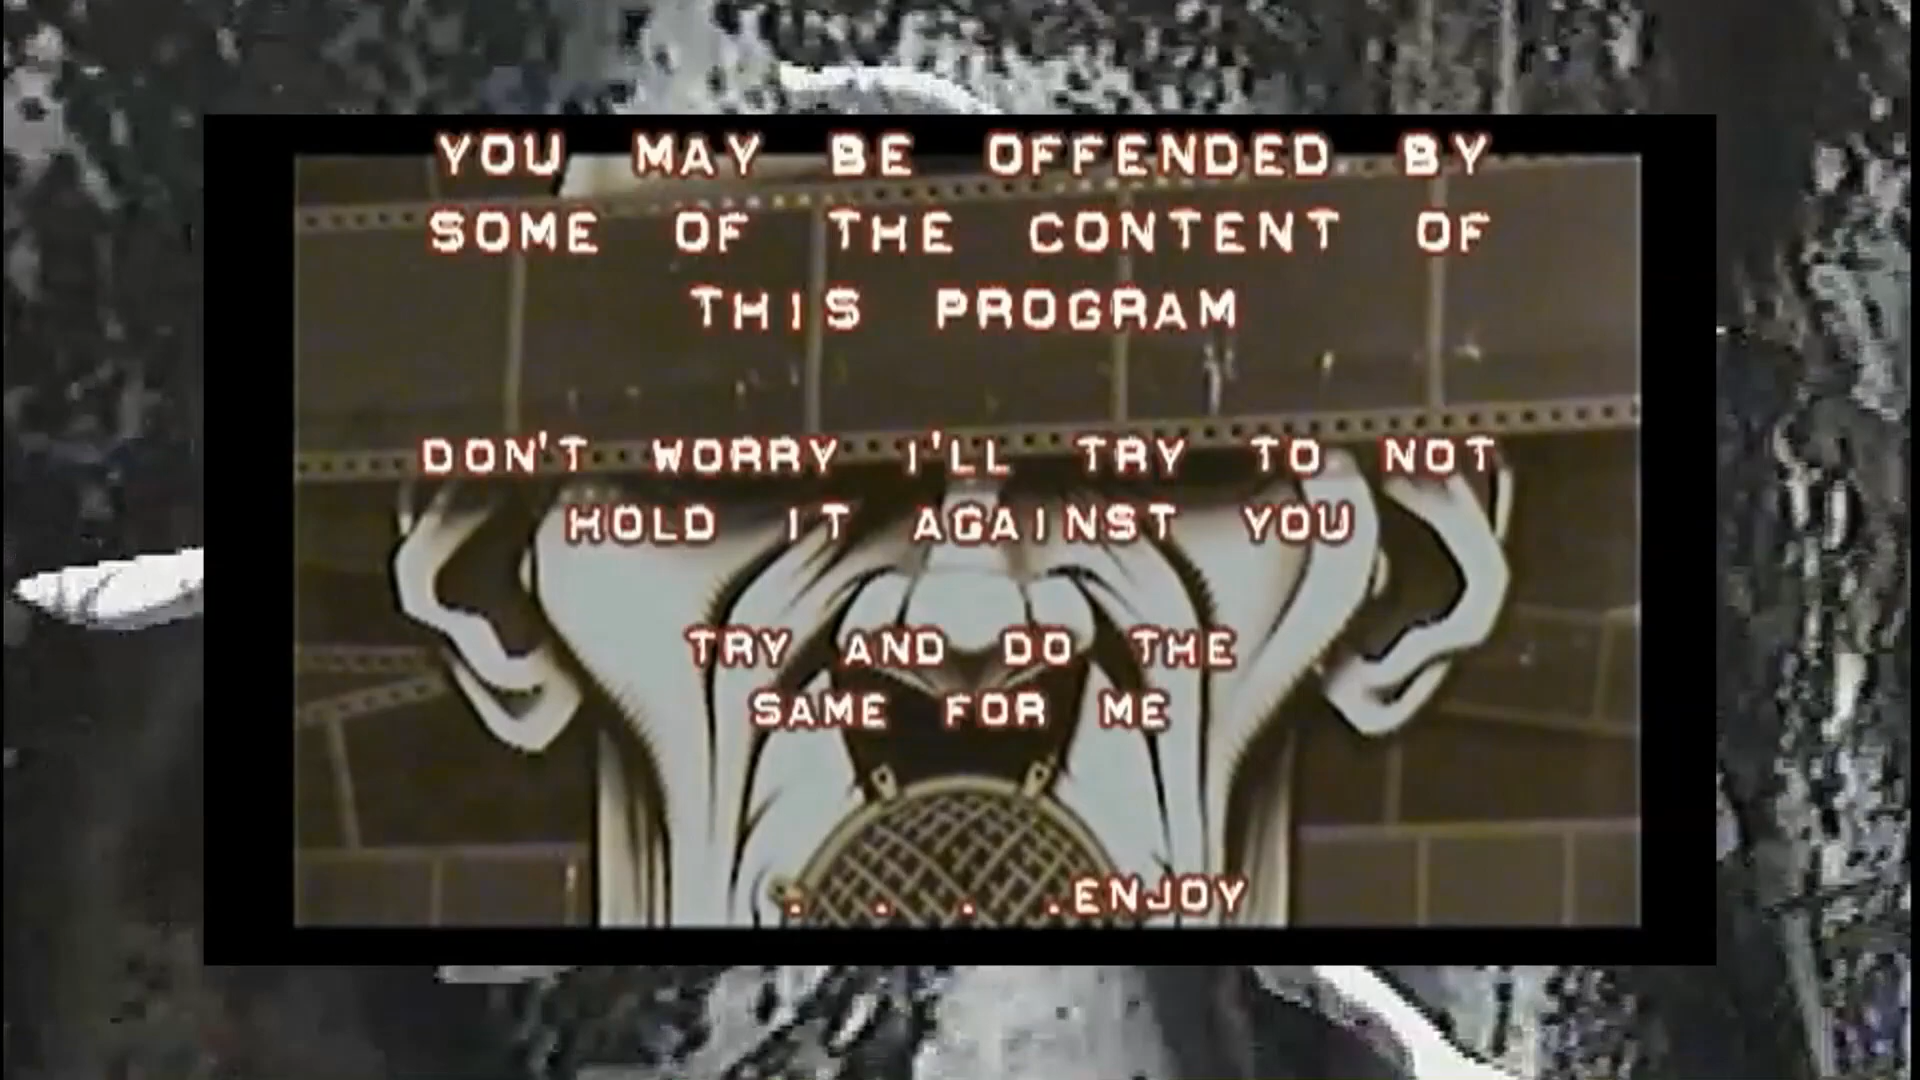 YOU MAY BE OFFENDED BY
SOME OF THE CONTENT OF
THIS PROGRAM
DON'T WORRY I'LL TRY TO NOT
HOLD IT AGAINST YOU
TRY AND DO THE
SAME FOR ME
. . . .ENJOY